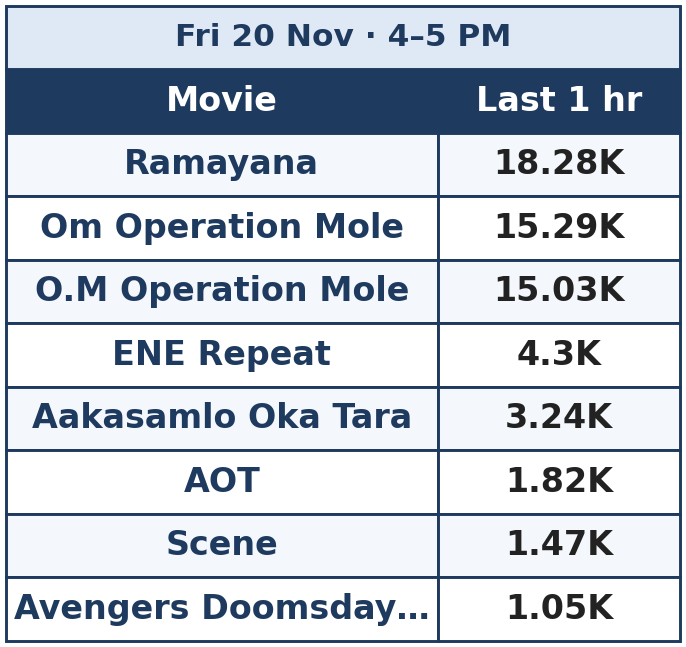 Fri 20 Nov · 4–5 PM
Movie Last 1 hr
Ramayana 18.28K
Om Operation Mole 15.29K
O.M Operation Mole 15.03K
ENE Repeat 4.3K
Aakasamlo Oka Tara 3.24K
AOT 1.82K
Scene 1.47K
Avengers Doomsday… 1.05K